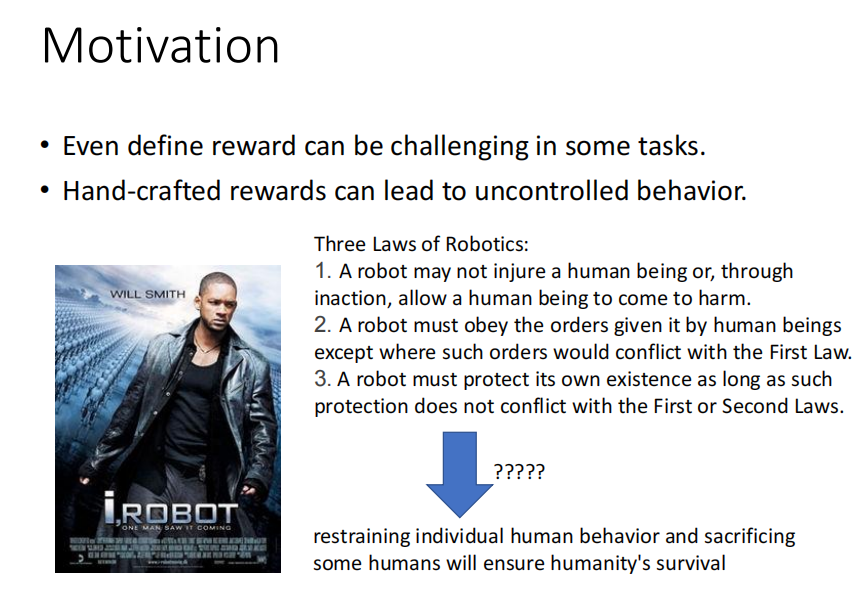 Motivation
• Even define reward can be challenging in some tasks.
• Hand-crafted rewards can lead to uncontrolled behavior.
Three Laws of Robotics:
1. A robot may not injure a human being or, through
inaction, allow a human being to come to harm.
2. A robot must obey the orders given it by human beings
except where such orders would conflict with the First Law.
3. A robot must protect its own existence as long as such
protection does not conflict with the First or Second Laws.
WILL SMITH
I,ROBOT
ONE MAN SAW IT COMING
?????
restraining individual human behavior and sacrificing
some humans will ensure humanity's survival